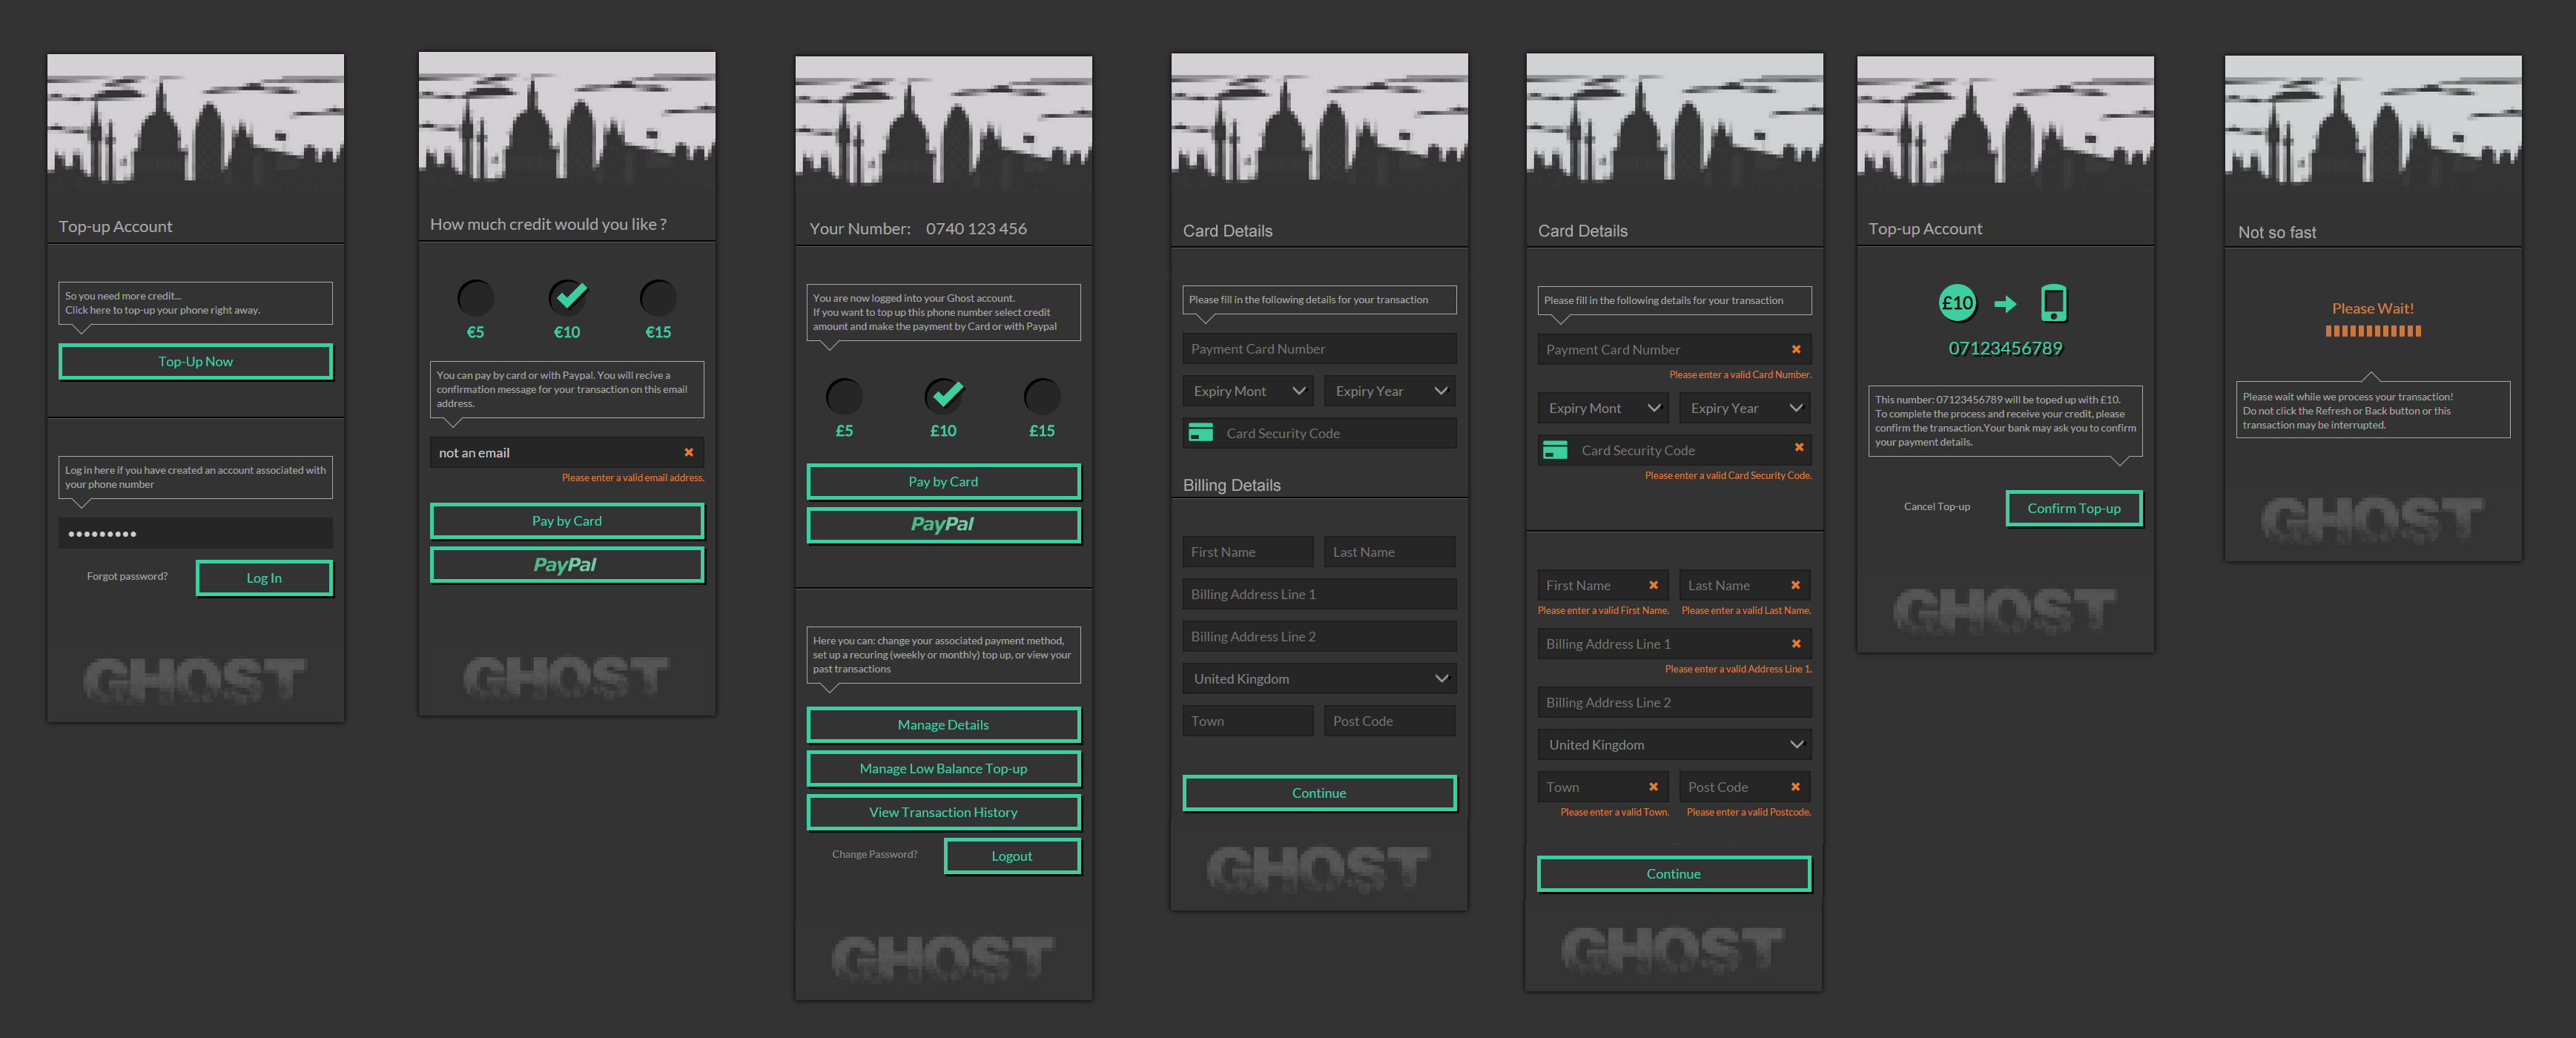 Top-up Account
So you need more credit...
Click here to top-up your phone right away.
Top-Up Now
Log in here if you have created an account associated with
your phone number
Forgot password?
Log In
GHOST
How much credit would you like ?
€5
€10
€15
You can pay by card or with Paypal. You will recive a
confirmation message for your transaction on this email
address.
not an email
Please enter a valid email address.
Pay by Card
PayPal
GHOST
Your Number: 0740 123 456
You are now logged into your Ghost account.
If you want to top up this phone number select credit
amount and make the payment by Card or with Paypal
£5
£10
£15
Pay by Card
PayPal
Here you can: change your associated payment method,
set up a recuring (weekly or monthly) top up, or view your
past transactions
Manage Details
Manage Low Balance Top-up
View Transaction History
Change Password?
Logout
GHOST
Card Details
Please fill in the following details for your transaction
Payment Card Number
Expiry Mont
Expiry Year
Card Security Code
Billing Details
First Name
Last Name
Billing Address Line 1
Billing Address Line 2
United Kingdom
Town
Post Code
Continue
GHOST
Card Details
Please fill in the following details for your transaction
Payment Card Number
Please enter a valid Card Number.
Expiry Mont
Expiry Year
Card Security Code
Please enter a valid Card Security Code.
First Name
Last Name
Please enter a valid First Name.
Please enter a valid Last Name.
Billing Address Line 1
Please enter a valid Address Line 1.
Billing Address Line 2
United Kingdom
Town
Post Code
Please enter a valid Town.
Please enter a valid Postcode.
Continue
GHOST
Top-up Account
£10
07123456789
This number: 07123456789 will be toped up with £10.
To complete the process and receive your credit, please
confirm the transaction.Your bank may ask you to confirm
your payment details.
Cancel Top-up
Confirm Top-up
GHOST
Not so fast
Please Wait!
Please wait while we process your transaction!
Do not click the Refresh or Back button or this
transaction may be interrupted.
GHOST